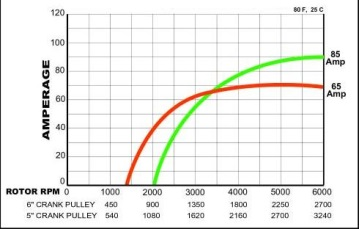 80 F, 25 C
120
100
80
60
40
20
0
AMPERAGE
85
Amp
65
Amp
ROTOR RPM 0 1000 2000 3000 4000 5000 6000
6" CRANK PULLEY 450 900 1350 1800 2250 2700
5" CRANK PULLEY 540 1080 1620 2160 2700 3240